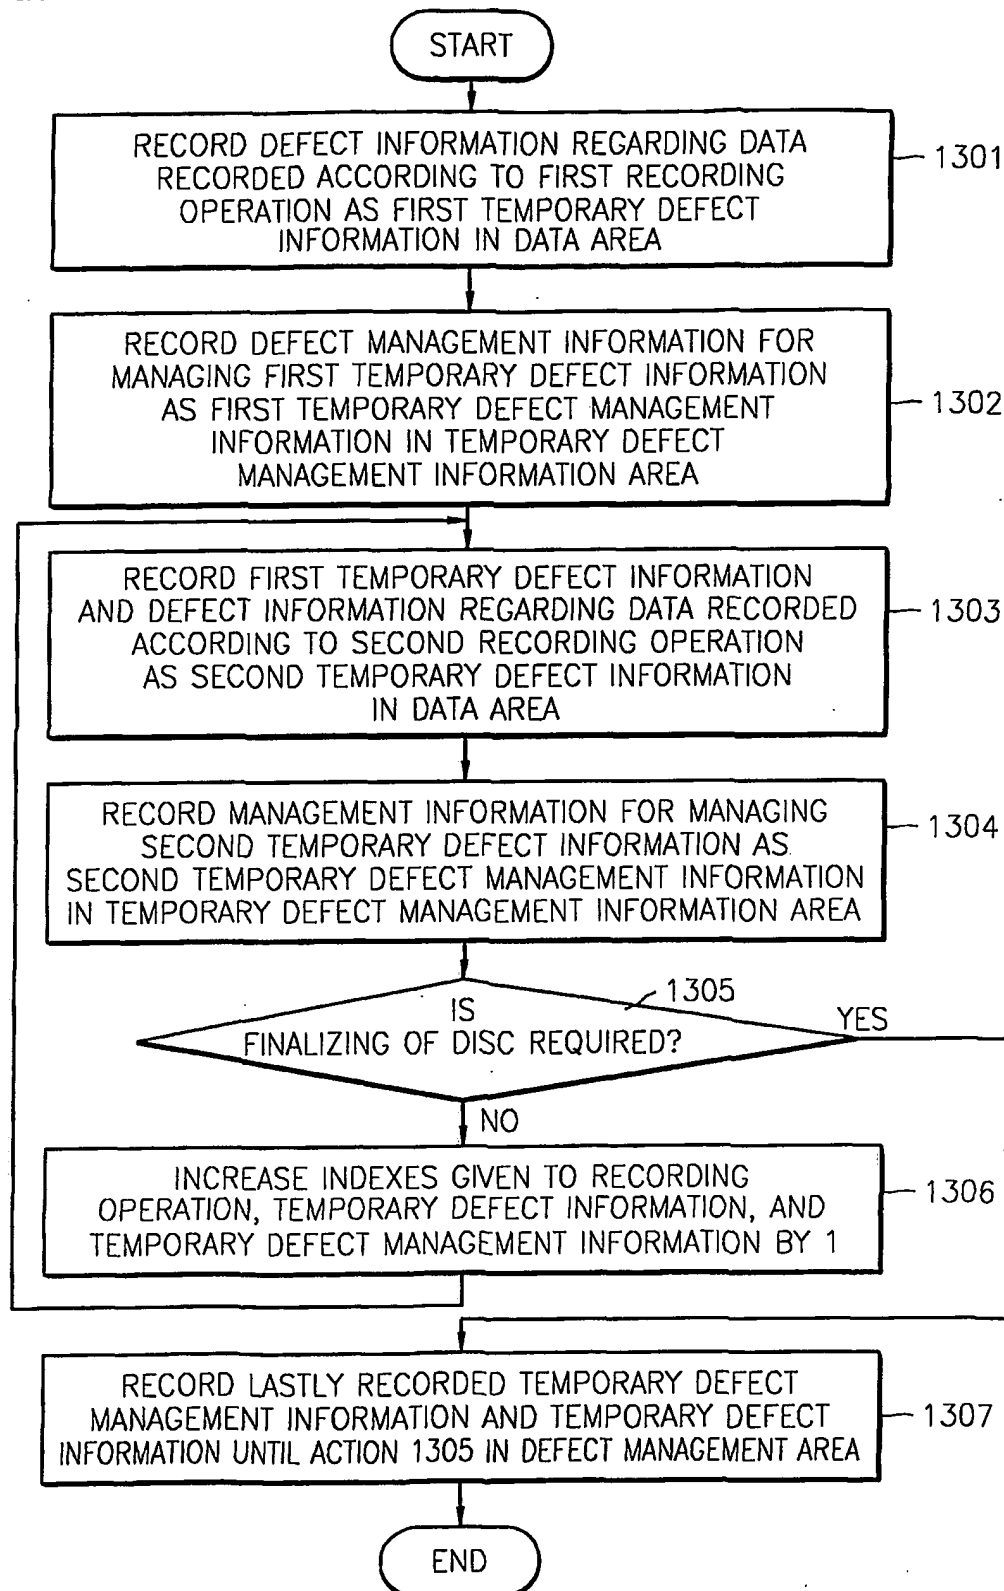 START
RECORD DEFECT INFORMATION REGARDING DATA
RECORDED ACCORDING TO FIRST RECORDING
OPERATION AS FIRST TEMPORARY DEFECT
INFORMATION IN DATA AREA
1301
RECORD DEFECT MANAGEMENT INFORMATION FOR
MANAGING FIRST TEMPORARY DEFECT INFORMATION
AS FIRST TEMPORARY DEFECT MANAGEMENT
INFORMATION IN TEMPORARY DEFECT
MANAGEMENT INFORMATION AREA
1302
RECORD FIRST TEMPORARY DEFECT INFORMATION
AND DEFECT INFORMATION REGARDING DATA RECORDED
ACCORDING TO SECOND RECORDING OPERATION
AS SECOND TEMPORARY DEFECT INFORMATION
IN DATA AREA
1303
RECORD MANAGEMENT INFORMATION FOR MANAGING
SECOND TEMPORARY DEFECT INFORMATION AS
SECOND TEMPORARY DEFECT MANAGEMENT INFORMATION
IN TEMPORARY DEFECT MANAGEMENT INFORMATION AREA
1304
IS
FINALIZING OF DISC REQUIRED?
1305
YES
NO
INCREASE INDEXES GIVEN TO RECORDING
OPERATION, TEMPORARY DEFECT INFORMATION, AND
TEMPORARY DEFECT MANAGEMENT INFORMATION BY 1
1306
RECORD LASTLY RECORDED TEMPORARY DEFECT
MANAGEMENT INFORMATION AND TEMPORARY DEFECT
INFORMATION UNTIL ACTION 1305 IN DEFECT MANAGEMENT AREA
1307
END